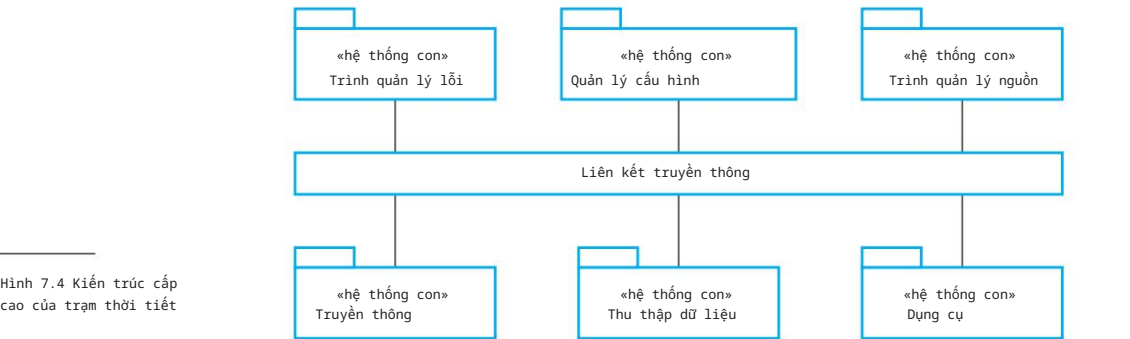 «hệ thống con»
Trình quản lý lỗi
«hệ thống con»
Quản lý cấu hình
«hệ thống con»
Trình quản lý nguồn
Liên kết truyền thông
«hệ thống con»
Truyền thông
«hệ thống con»
Thu thập dữ liệu
«hệ thống con»
Dụng cụ
Hình 7.4 Kiến trúc cấp
cao của trạm thời tiết